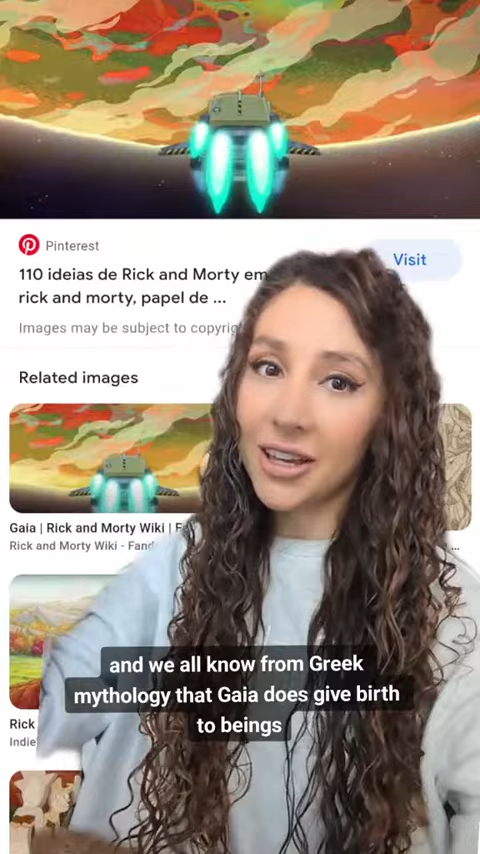 Pinterest
Visit
110 ideias de Rick and Morty em
rick and morty, papel de ...
Images may be subject to
Related images
Gaia | Rick and Morty Wiki |
Rick and Morty Wiki -
...
and we all know from Greek
mythology that Gaia does give birth
to beings
Rick